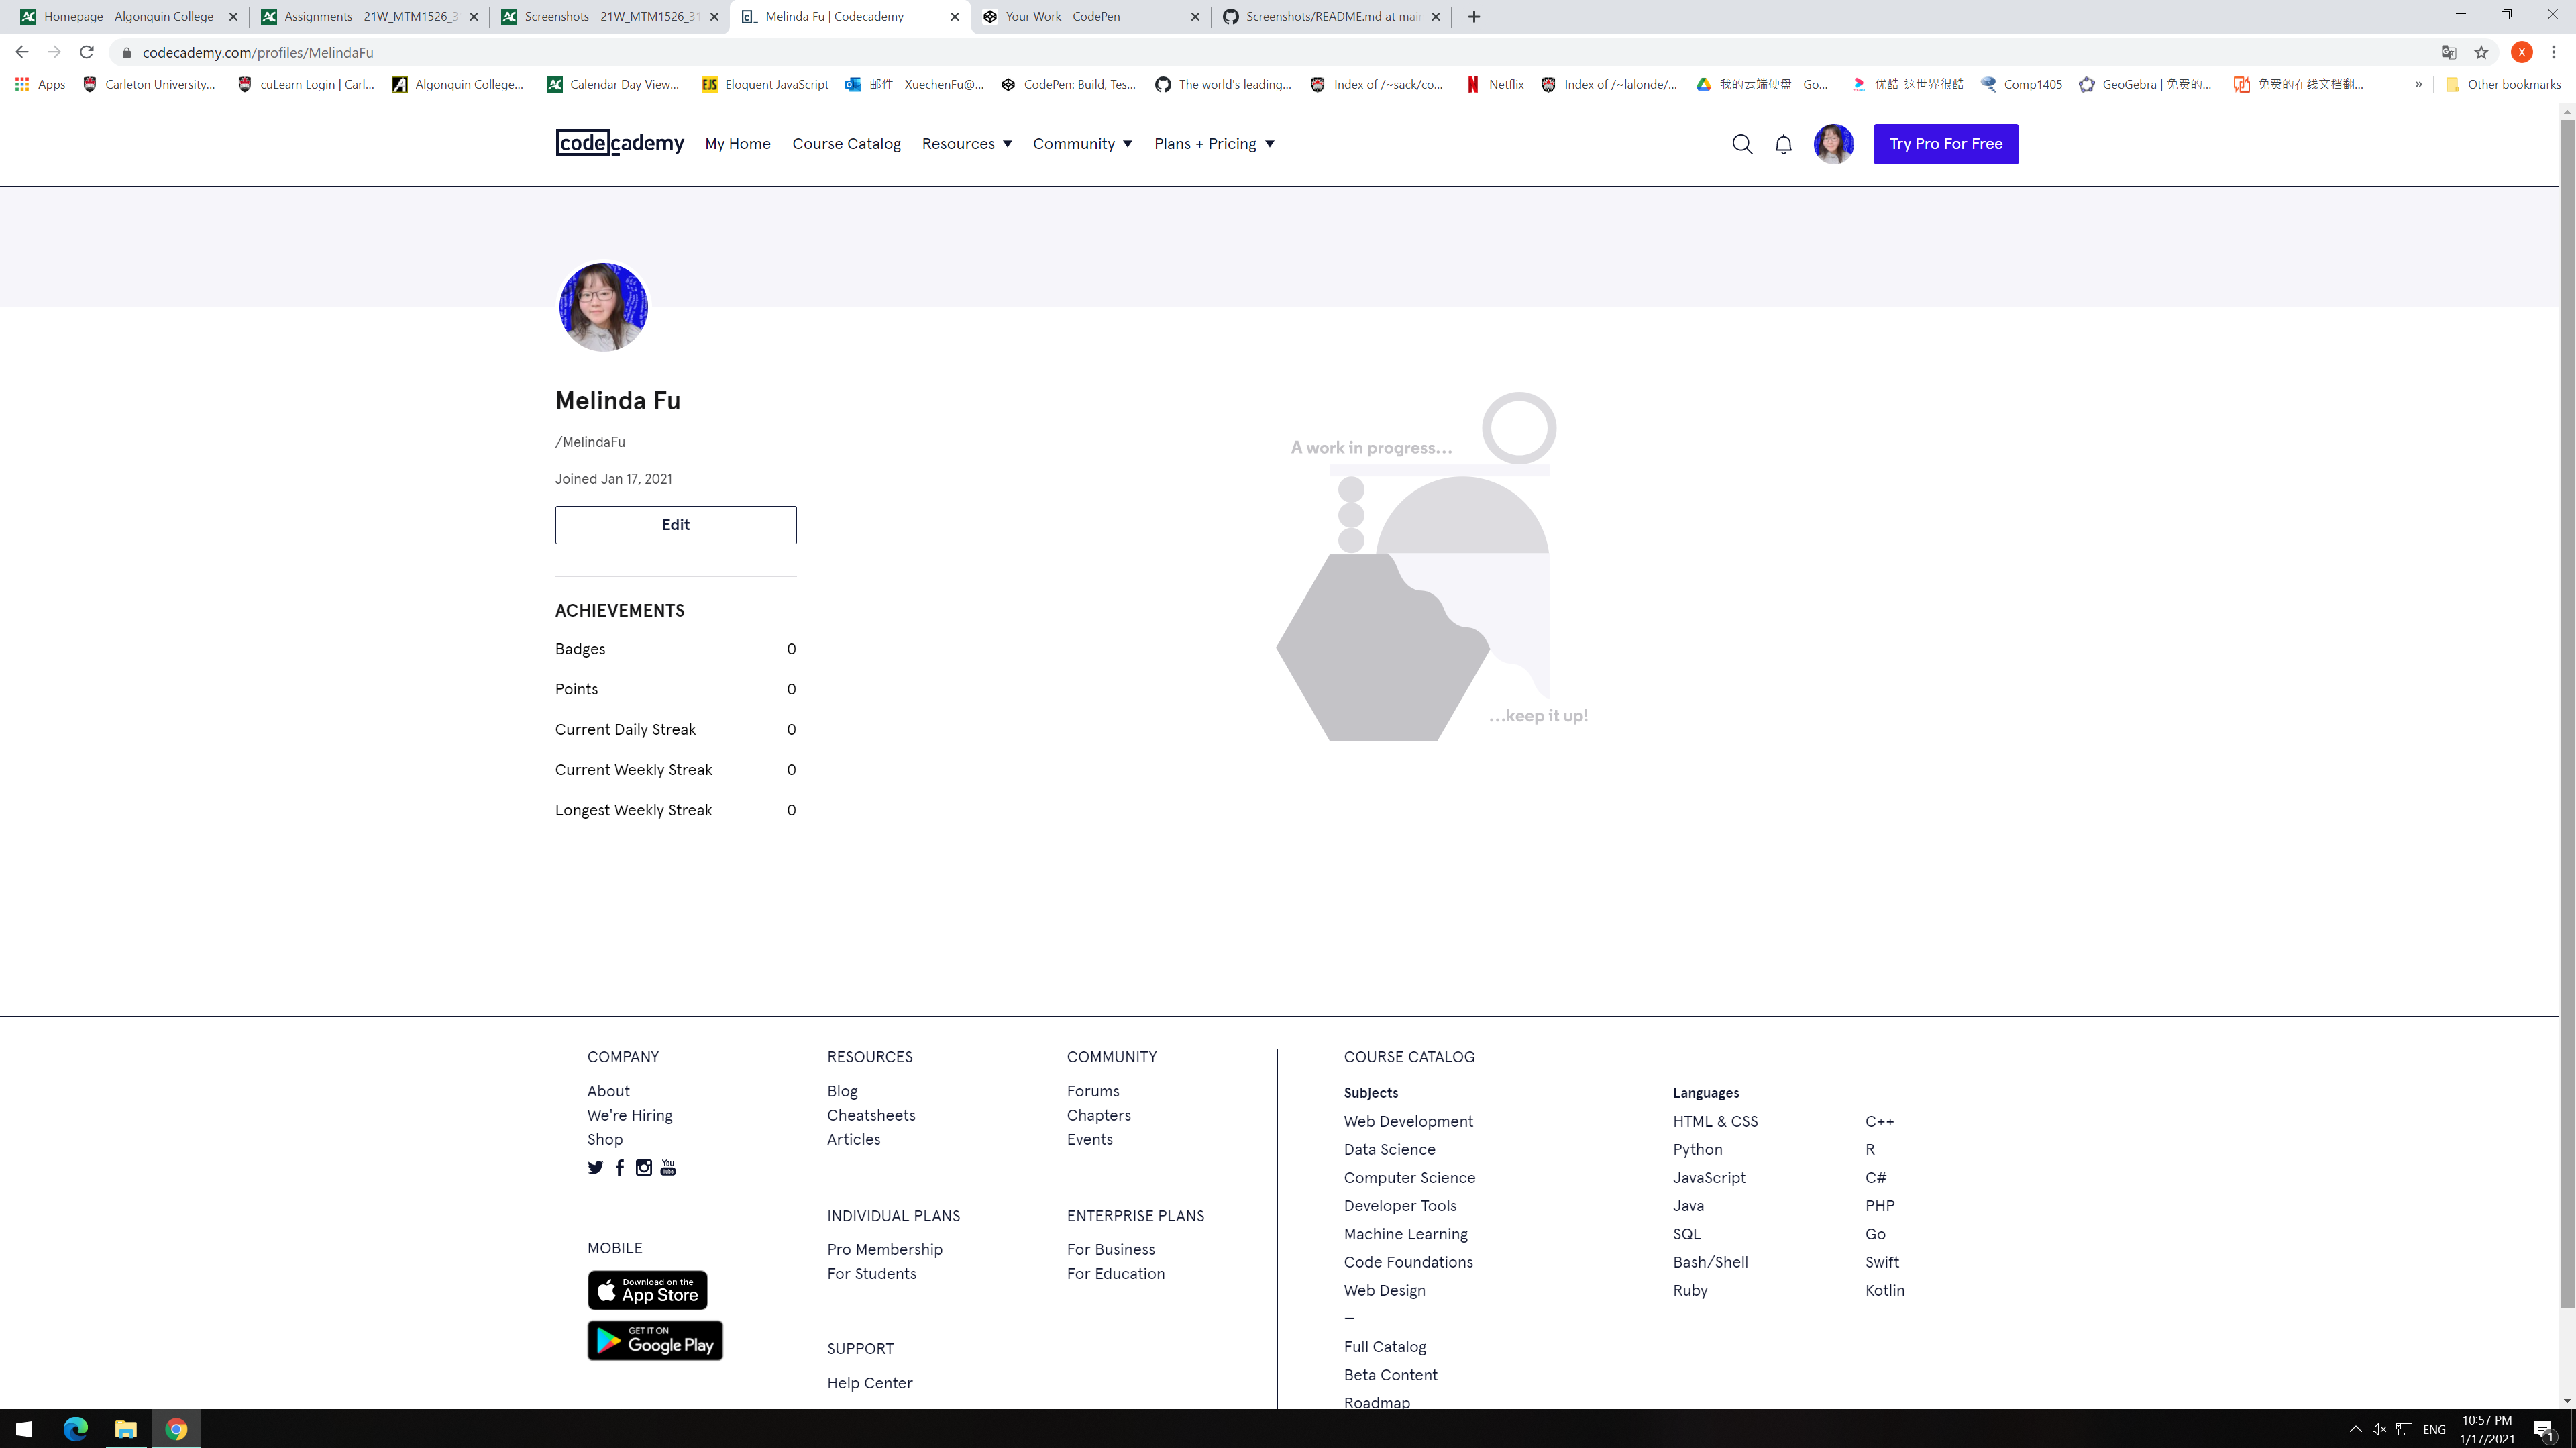 Homepage - Algonquin College
Assignments - 21W_MTM1526_3
Screenshots - 21W_MTM1526_31
Melinda Fu | Codecademy
Your Work - CodePen
Screenshots/README.md at main
codecademy.com/profiles/MelindaFu
X
Apps
Carleton University...
cuLearn Login | Carl...
Algonquin College...
Calendar Day View...
EJS
Eloquent JavaScript
邮件 - XuechenFu@...
CodePen: Build, Tes...
The world's leading...
Index of /~sack/co...
Netflix
Index of /~lalonde/...
我的云端硬盘 - Go...
优酷-这世界很酷
Comp1405
GeoGebra | 免费的...
免费的在线文档翻...
»
Other bookmarks
codecademy
My Home
Course Catalog
Resources
Community
Plans + Pricing
Try Pro For Free
Melinda Fu
/MelindaFu
Joined Jan 17, 2021
Edit
A work in progress...
...keep it up!
ACHIEVEMENTS
Badges 0
Points 0
Current Daily Streak 0
Current Weekly Streak 0
Longest Weekly Streak 0
COMPANY
About
We're Hiring
Shop
You Tube
MOBILE
Download on the
App Store
GET IT ON
Google Play
RESOURCES
Blog
Cheatsheets
Articles
INDIVIDUAL PLANS
Pro Membership
For Students
SUPPORT
Help Center
COMMUNITY
Forums
Chapters
Events
ENTERPRISE PLANS
For Business
For Education
COURSE CATALOG
Subjects
Web Development
Data Science
Computer Science
Developer Tools
Machine Learning
Code Foundations
Web Design
—
Full Catalog
Beta Content
Roadmap
Languages
HTML & CSS
Python
JavaScript
Java
SQL
Bash/Shell
Ruby
C++
R
C#
PHP
Go
Swift
Kotlin
ENG
10:57 PM
1/17/2021
1